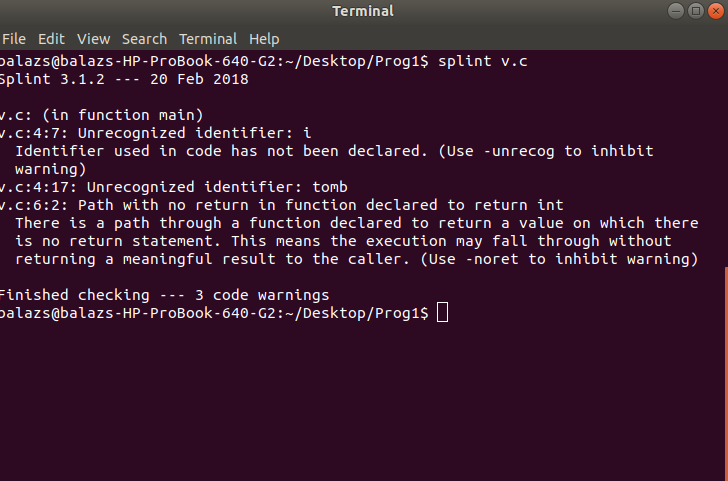 Terminal
File Edit View Search Terminal Help
balazs@balazs-HP-ProBook-640-G2:~/Desktop/Prog1$ splint v.c
Splint 3.1.2 --- 20 Feb 2018
v.c: (in function main)
v.c:4:7: Unrecognized identifier: i
Identifier used in code has not been declared. (Use -unrecog to inhibit
warning)
v.c:4:17: Unrecognized identifier: tomb
v.c:6:2: Path with no return in function declared to return int
There is a path through a function declared to return a value on which there
is no return statement. This means the execution may fall through without
returning a meaningful result to the caller. (Use -noret to inhibit warning)
Finished checking --- 3 code warnings
balazs@balazs-HP-ProBook-640-G2:~/Desktop/Prog1$